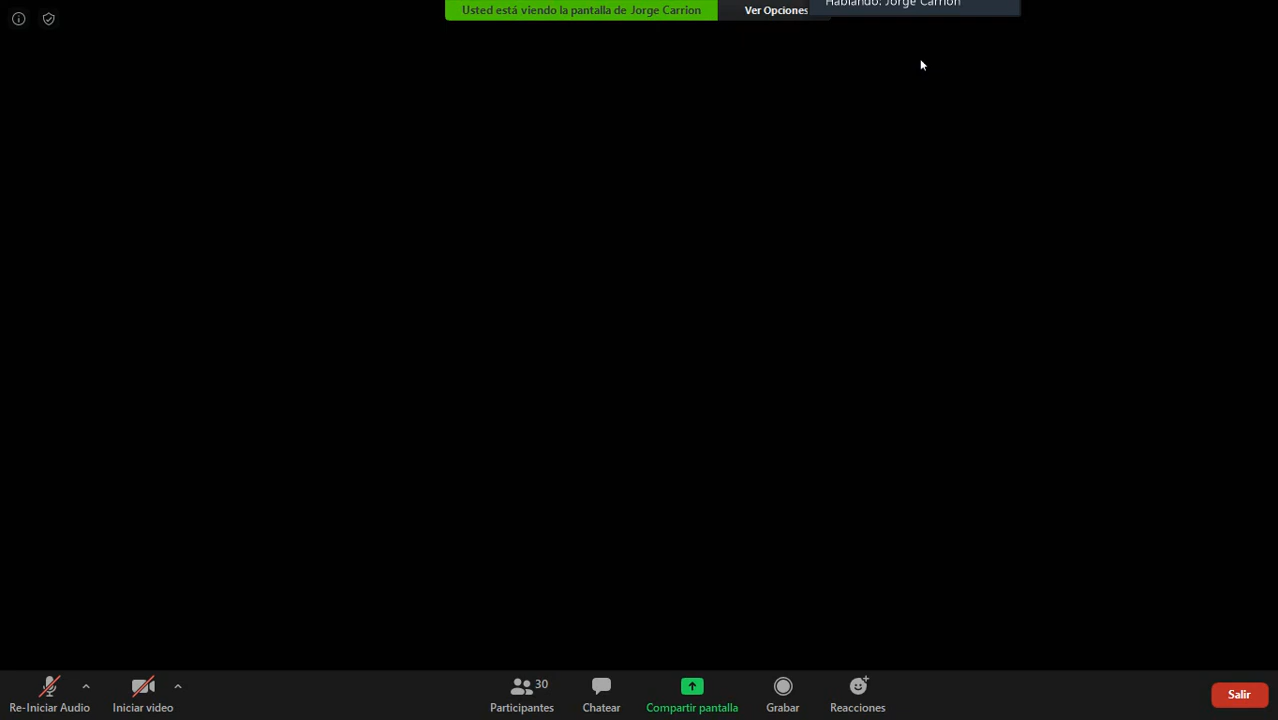 Usted está viendo la pantalla de Jorge Carrion
Ver Opciones
Hablando: Jorge Carrion
30
Re-Iniciar Audio
Iniciar video
Participantes
Chatear
Compartir pantalla
Grabar
Reacciones
Salir